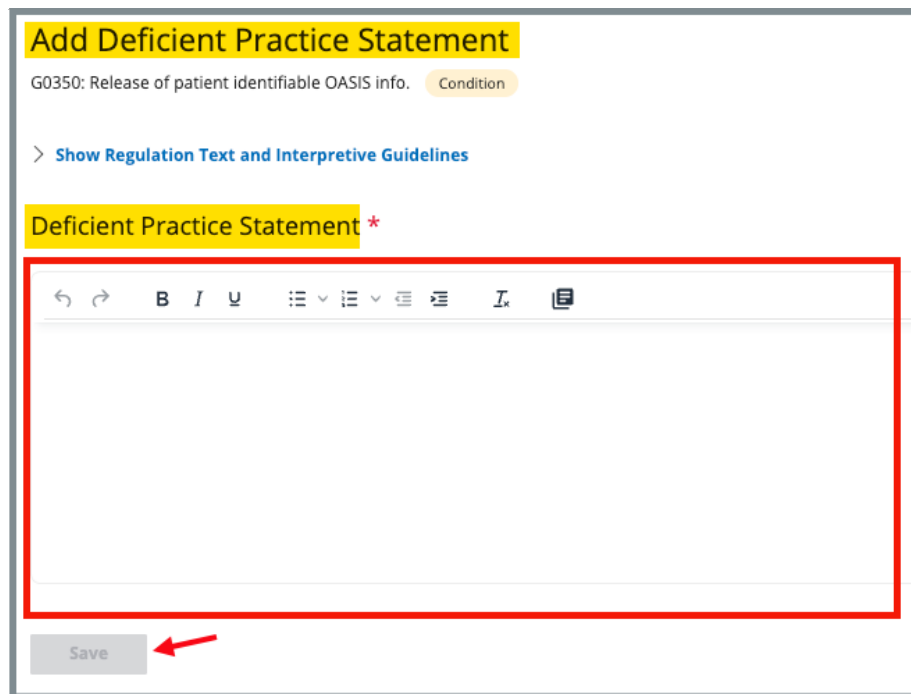 Add Deficient Practice Statement
G0350: Release of patient identifiable OASIS info. Condition
Show Regulation Text and Interpretive Guidelines
Deficient Practice Statement *
B I U
Save